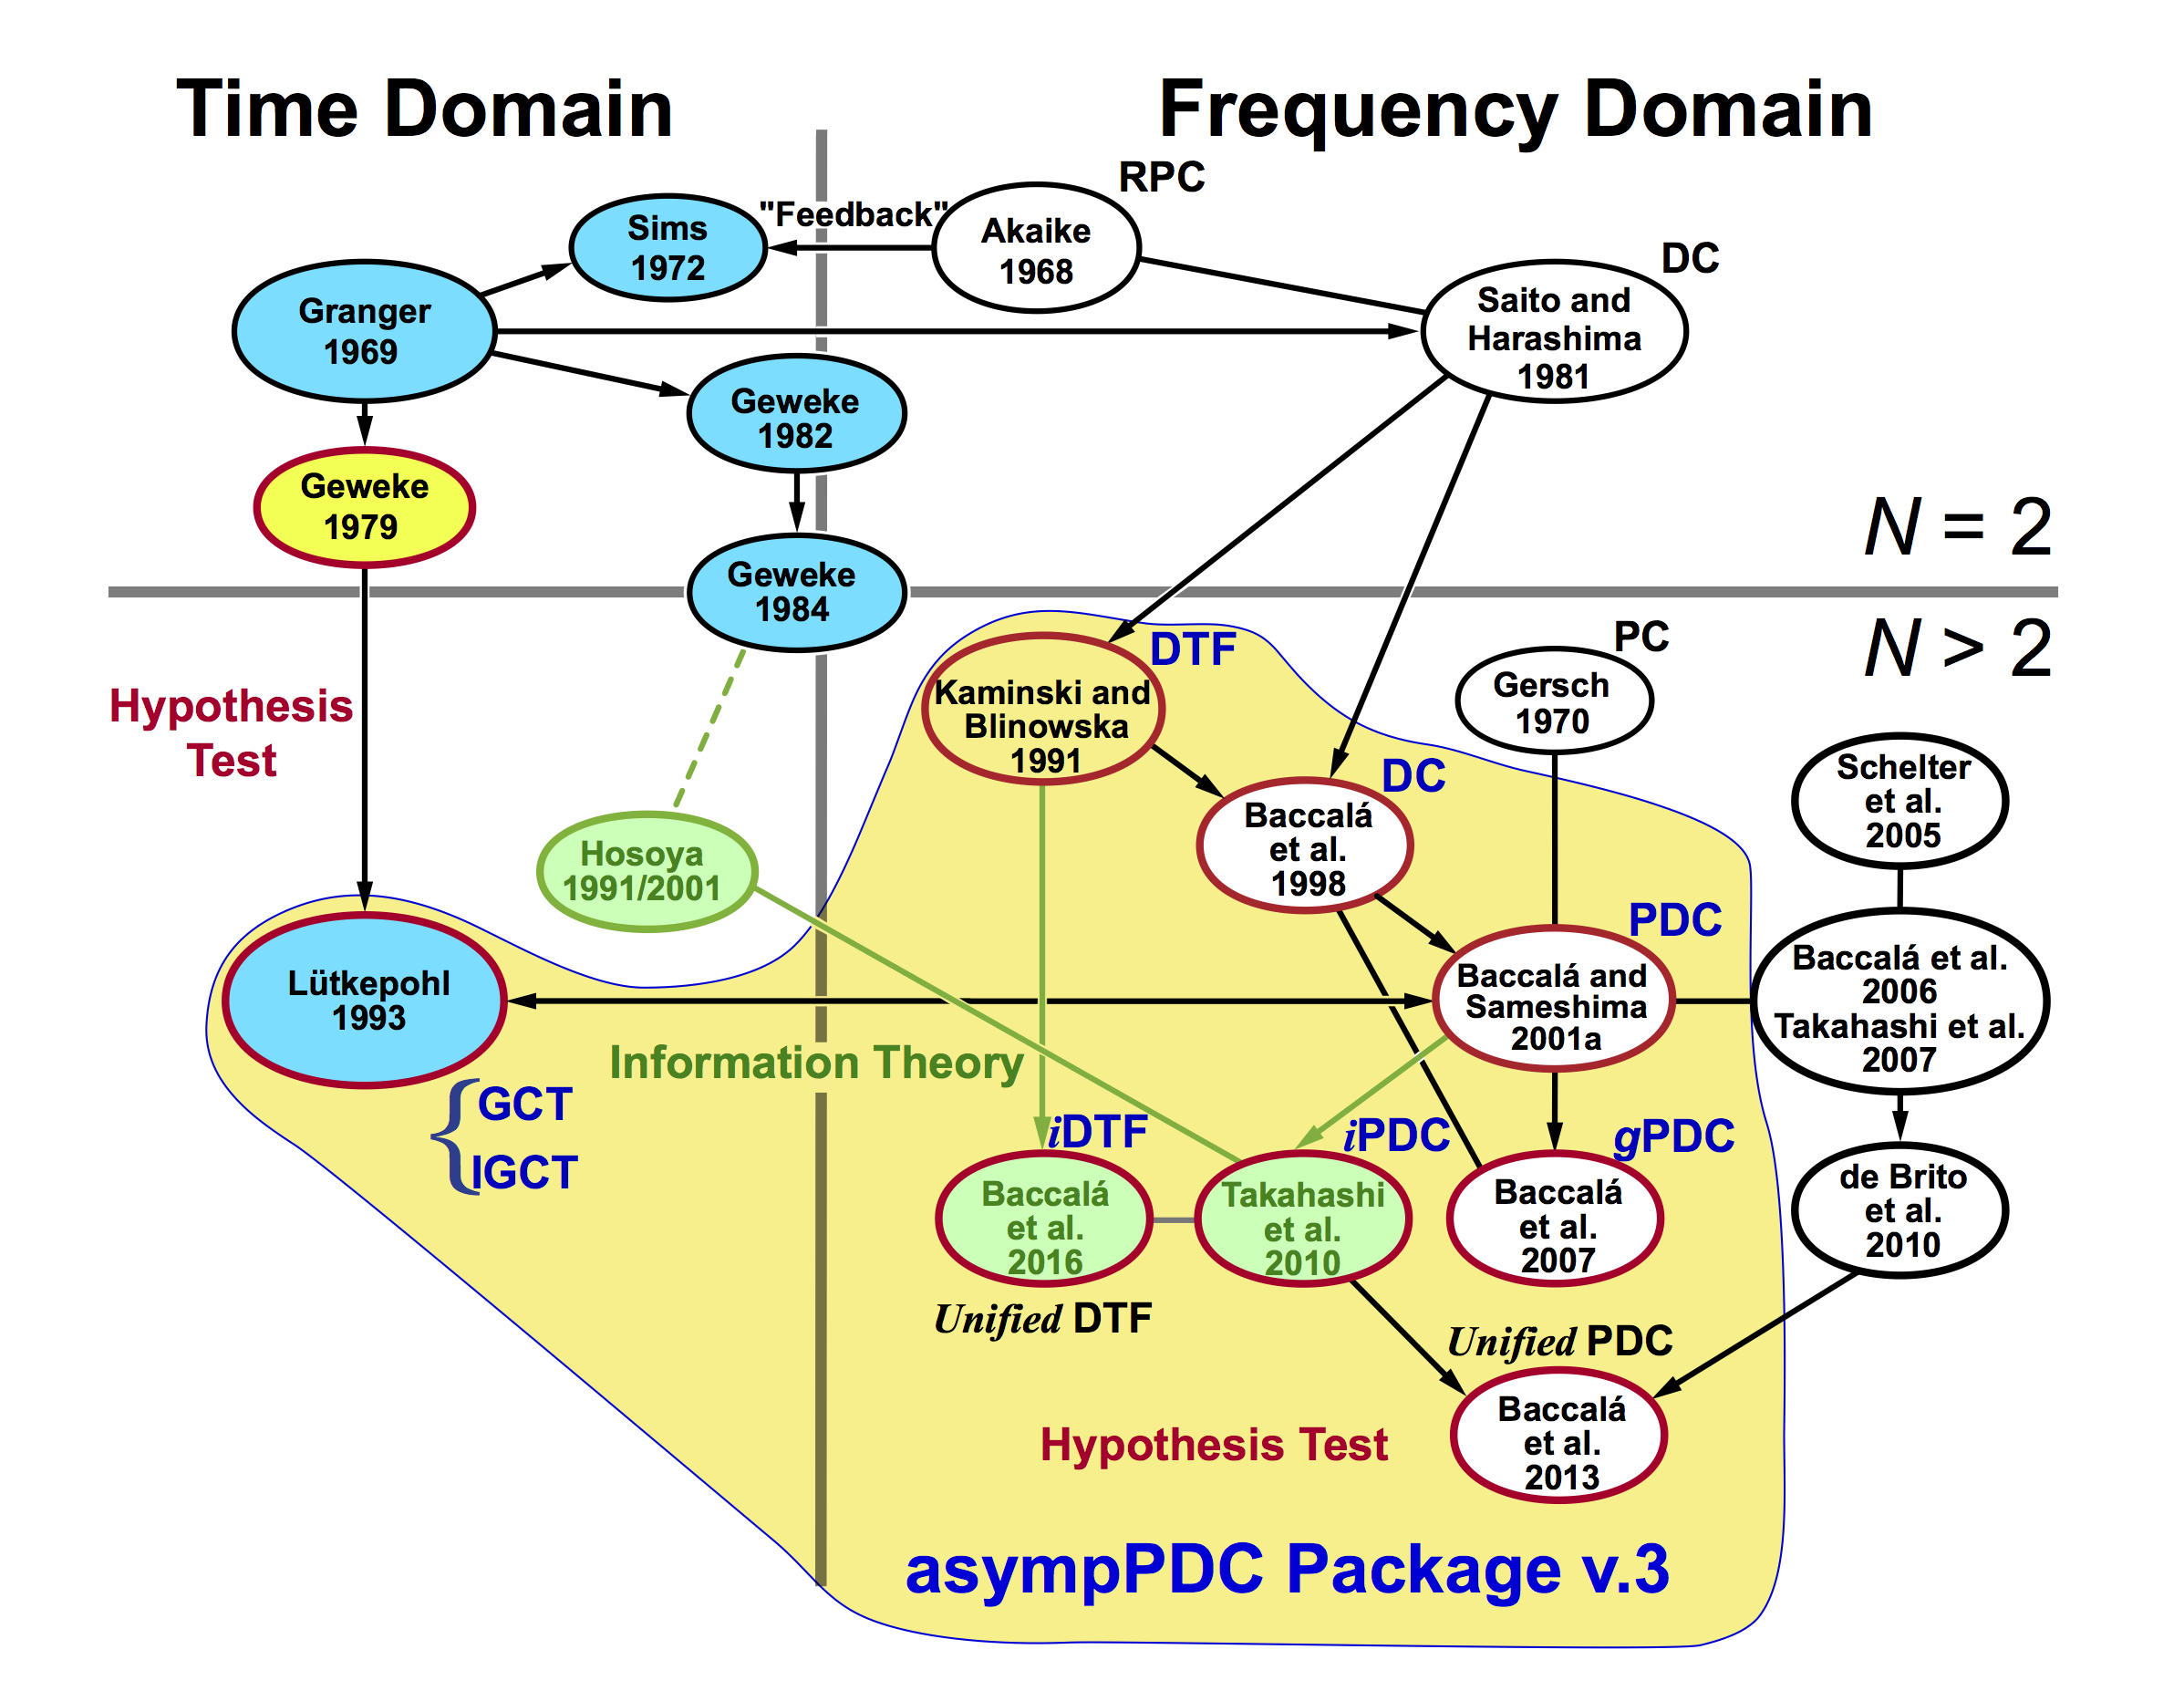 Time Domain
Frequency Domain
RPC
Sims
1972
"Feedback"
Akaike
1968
DC
Granger
1969
Saito and
Harashima
1981
Geweke
1982
Geweke
1979
N = 2
Geweke
1984
N > 2
Hypothesis
Test
DTF
Kaminski and
Blinowska
1991
PC
Gersch
1970
DC
Baccalá
et al.
1998
Schelter
et al.
2005
Hosoya
1991/2001
PDC
Lütkepohl
1993
Baccalá and
Sameshima
2001a
Baccalá et al.
2006
Takahashi et al.
2007
Information Theory
GCT
IGCT
iDTF
iPDC
gPDC
Baccalá
et al.
2016
Takahashi
et al.
2010
Baccalá
et al.
2007
de Brito
et al.
2010
Unified DTF
Unified PDC
Baccalá
et al.
2013
Hypothesis Test
asympPDC Package v.3